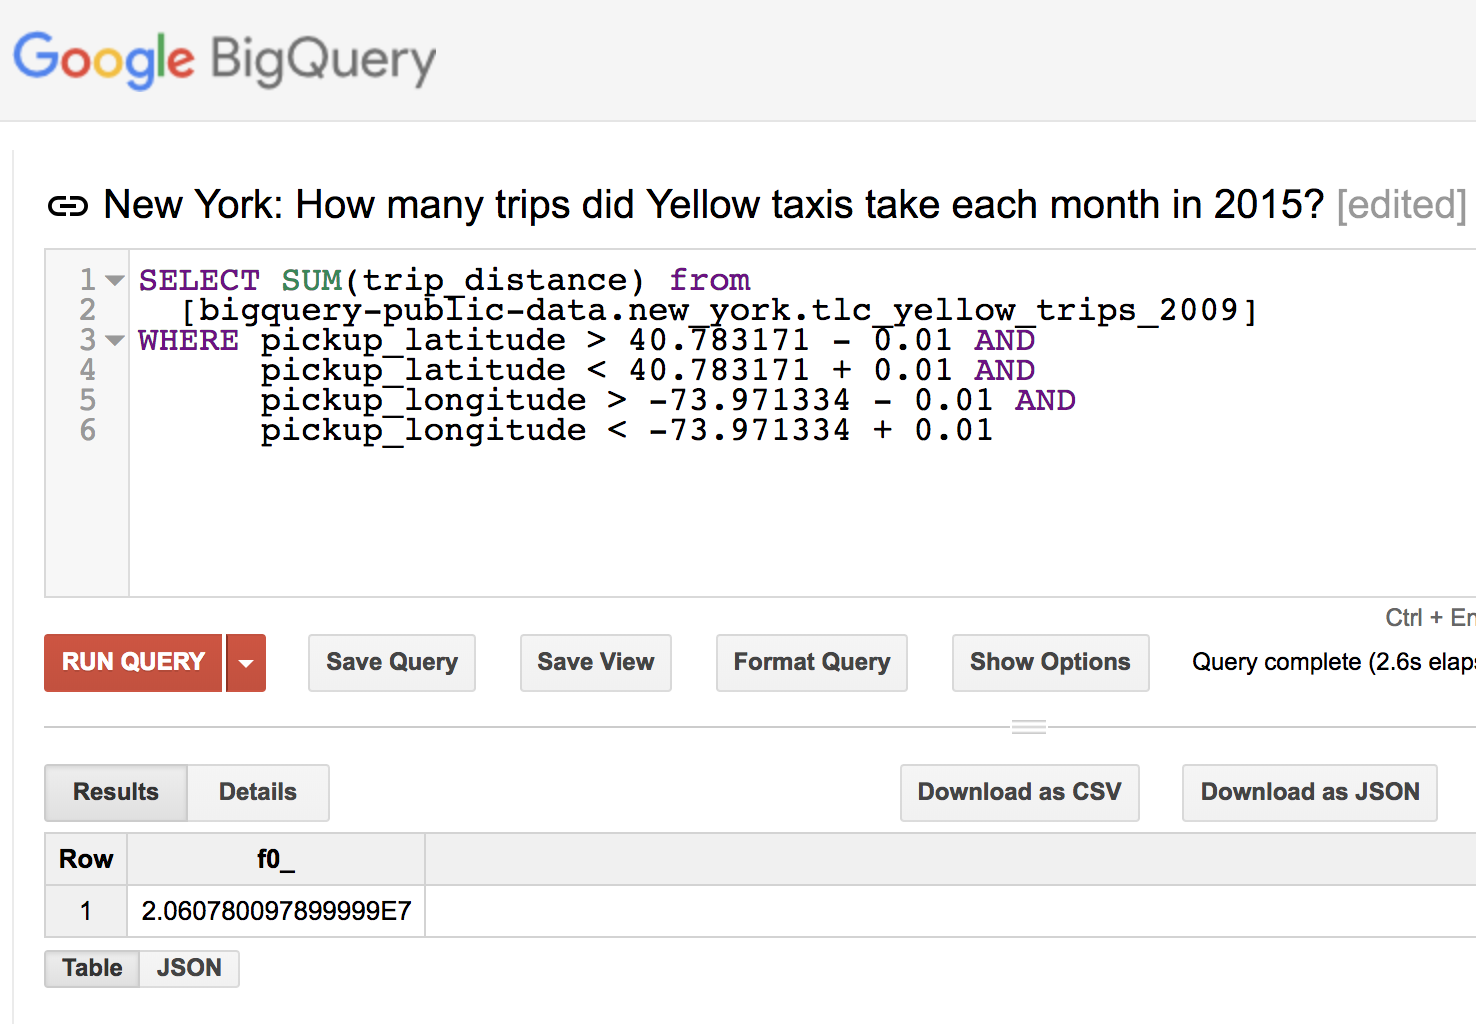 Google BigQuery
New York: How many trips did Yellow taxis take each month in 2015? [edited]
1 SELECT SUM(trip_distance) from
2 [bigquery-public-data.new_york.tlc_yellow_trips_2009]
3 WHERE pickup_latitude > 40.783171 - 0.01 AND
4 pickup_latitude < 40.783171 + 0.01 AND
5 pickup_longitude > -73.971334 - 0.01 AND
6 pickup_longitude < -73.971334 + 0.01
Ctrl + En
RUN QUERY Save Query Save View Format Query Show Options Query complete (2.6s elaps
Results Details Download as CSV Download as JSON
Row f0_
1 2.060780097899999E7
Table JSON